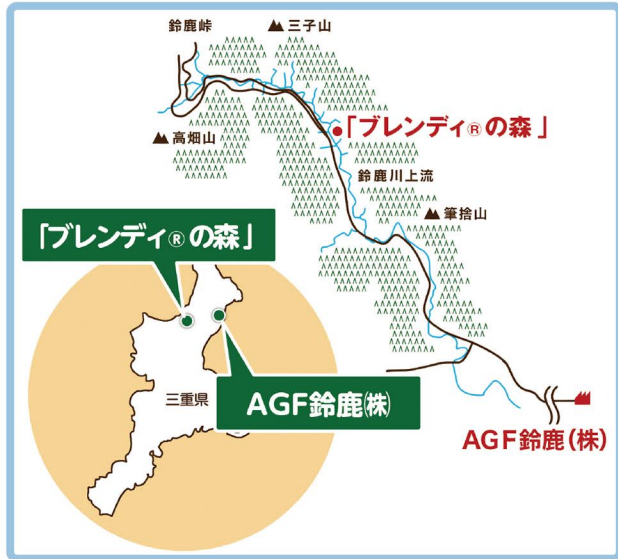 鈴鹿峠
三子山
「ブレンディ®の森」
高畑山
鈴鹿川上流
筆捨山
「ブレンディ®の森」
三重県
AGF鈴鹿㈱
AGF鈴鹿(株)